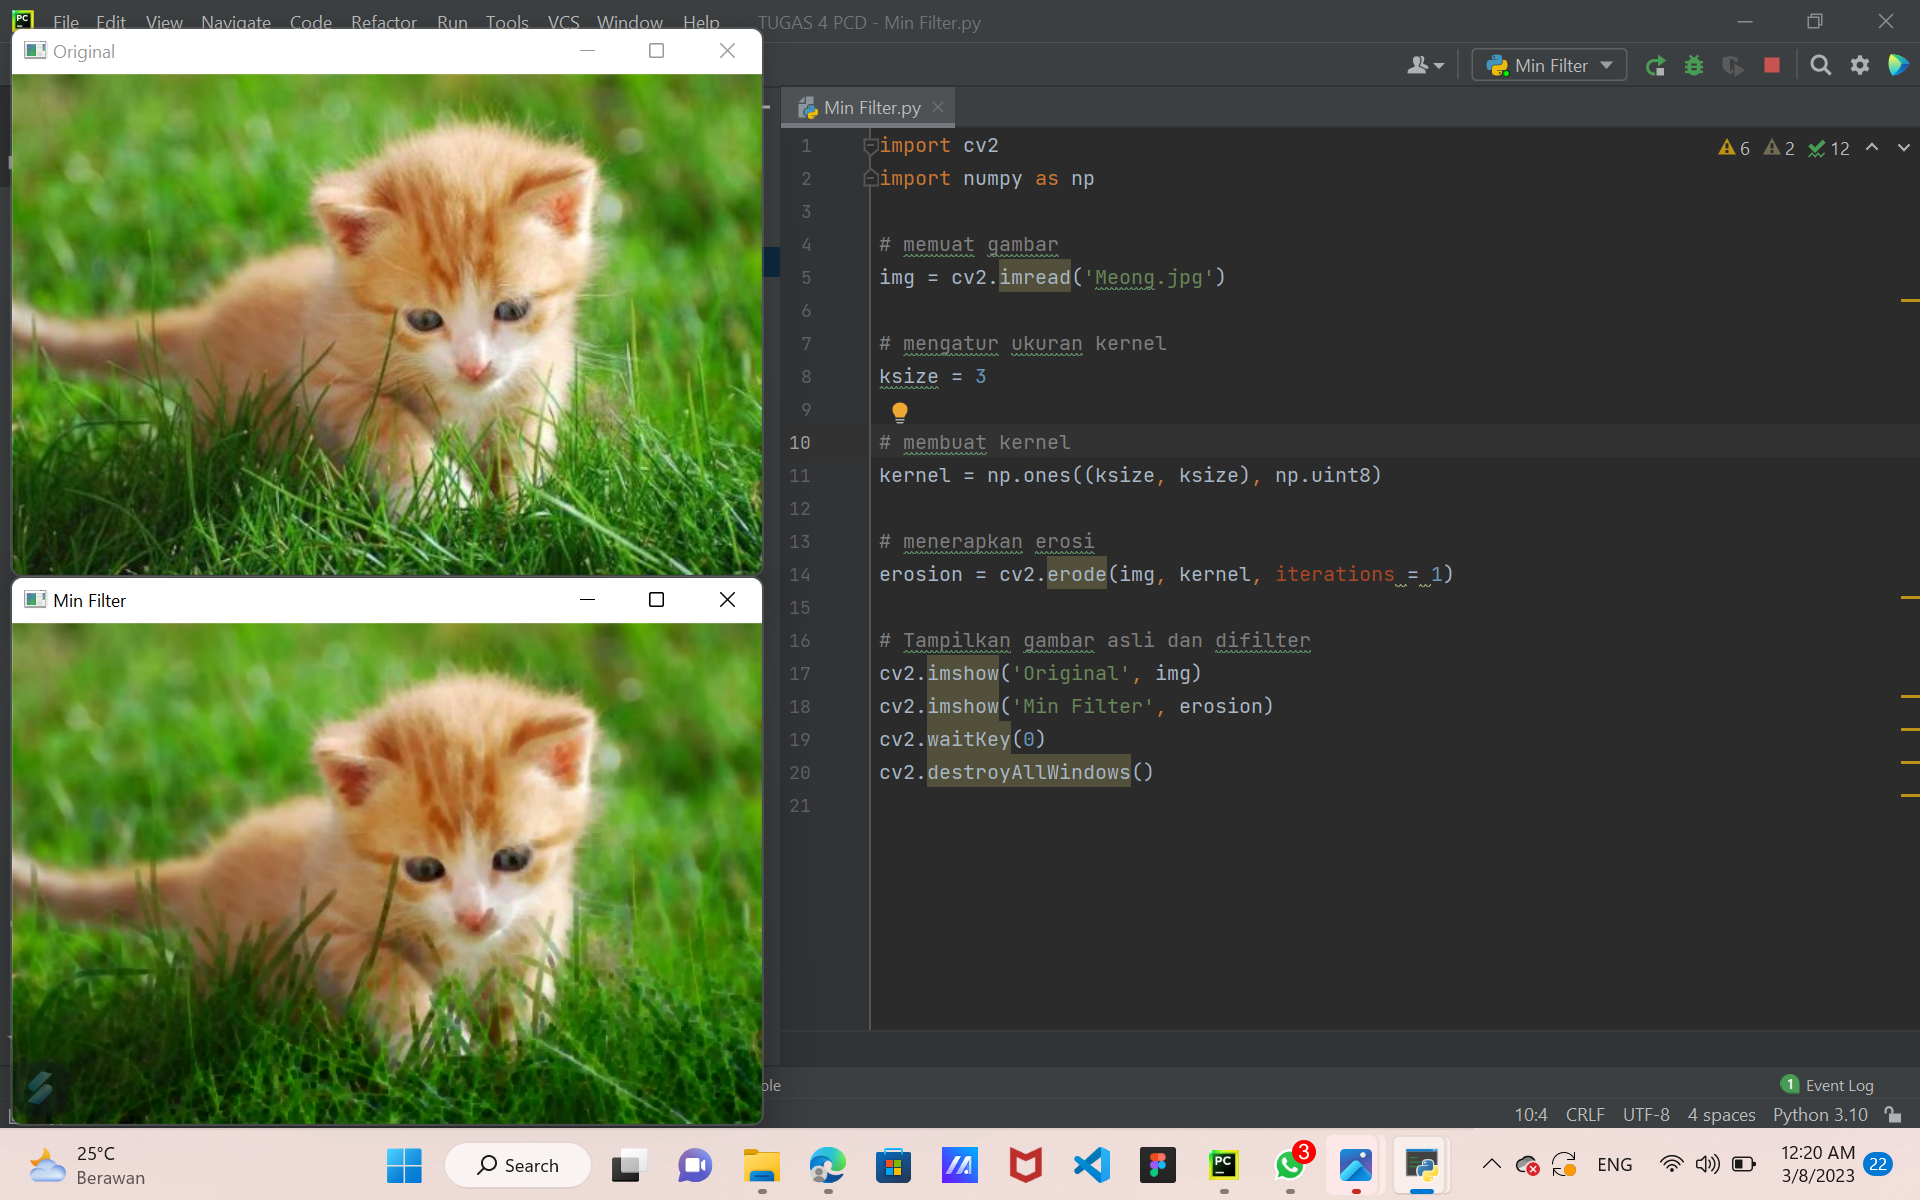 File Edit View Navigate Code Refactor Run Tools VCS Window Help TUGAS 4 PCD - Min Filter.py
Original
Min Filter
Min Filter.py
6 2 12
1 import cv2
2 import numpy as np
3
4 # memuat gambar
5 img = cv2.imread('Meong.jpg')
6
7 # mengatur ukuran kernel
8 ksize = 3
9
10 # membuat kernel
11 kernel = np.ones((ksize, ksize), np.uint8)
12
13 # menerapkan erosi
14 erosion = cv2.erode(img, kernel, iterations = 1)
15
16 # Tampilkan gambar asli dan difilter
17 cv2.imshow('Original', img)
18 cv2.imshow('Min Filter', erosion)
19 cv2.waitKey(0)
20 cv2.destroyAllWindows()
21
Min Filter
1 Event Log
10:4 CRLF UTF-8 4 spaces Python 3.10
25°C
Berawan
Search
PC
3
ENG
12:20 AM
3/8/2023
22